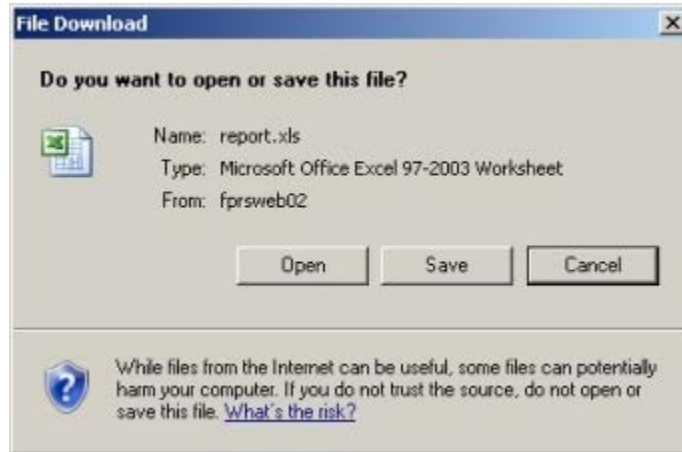 File Download
Do you want to open or save this file?
Name: report.xls
Type: Microsoft Office Excel 97-2003 Worksheet
From: fprsweb02
Open Save Cancel
While files from the Internet can be useful, some files can potentially
harm your computer. If you do not trust the source, do not open or
save this file. What's the risk?